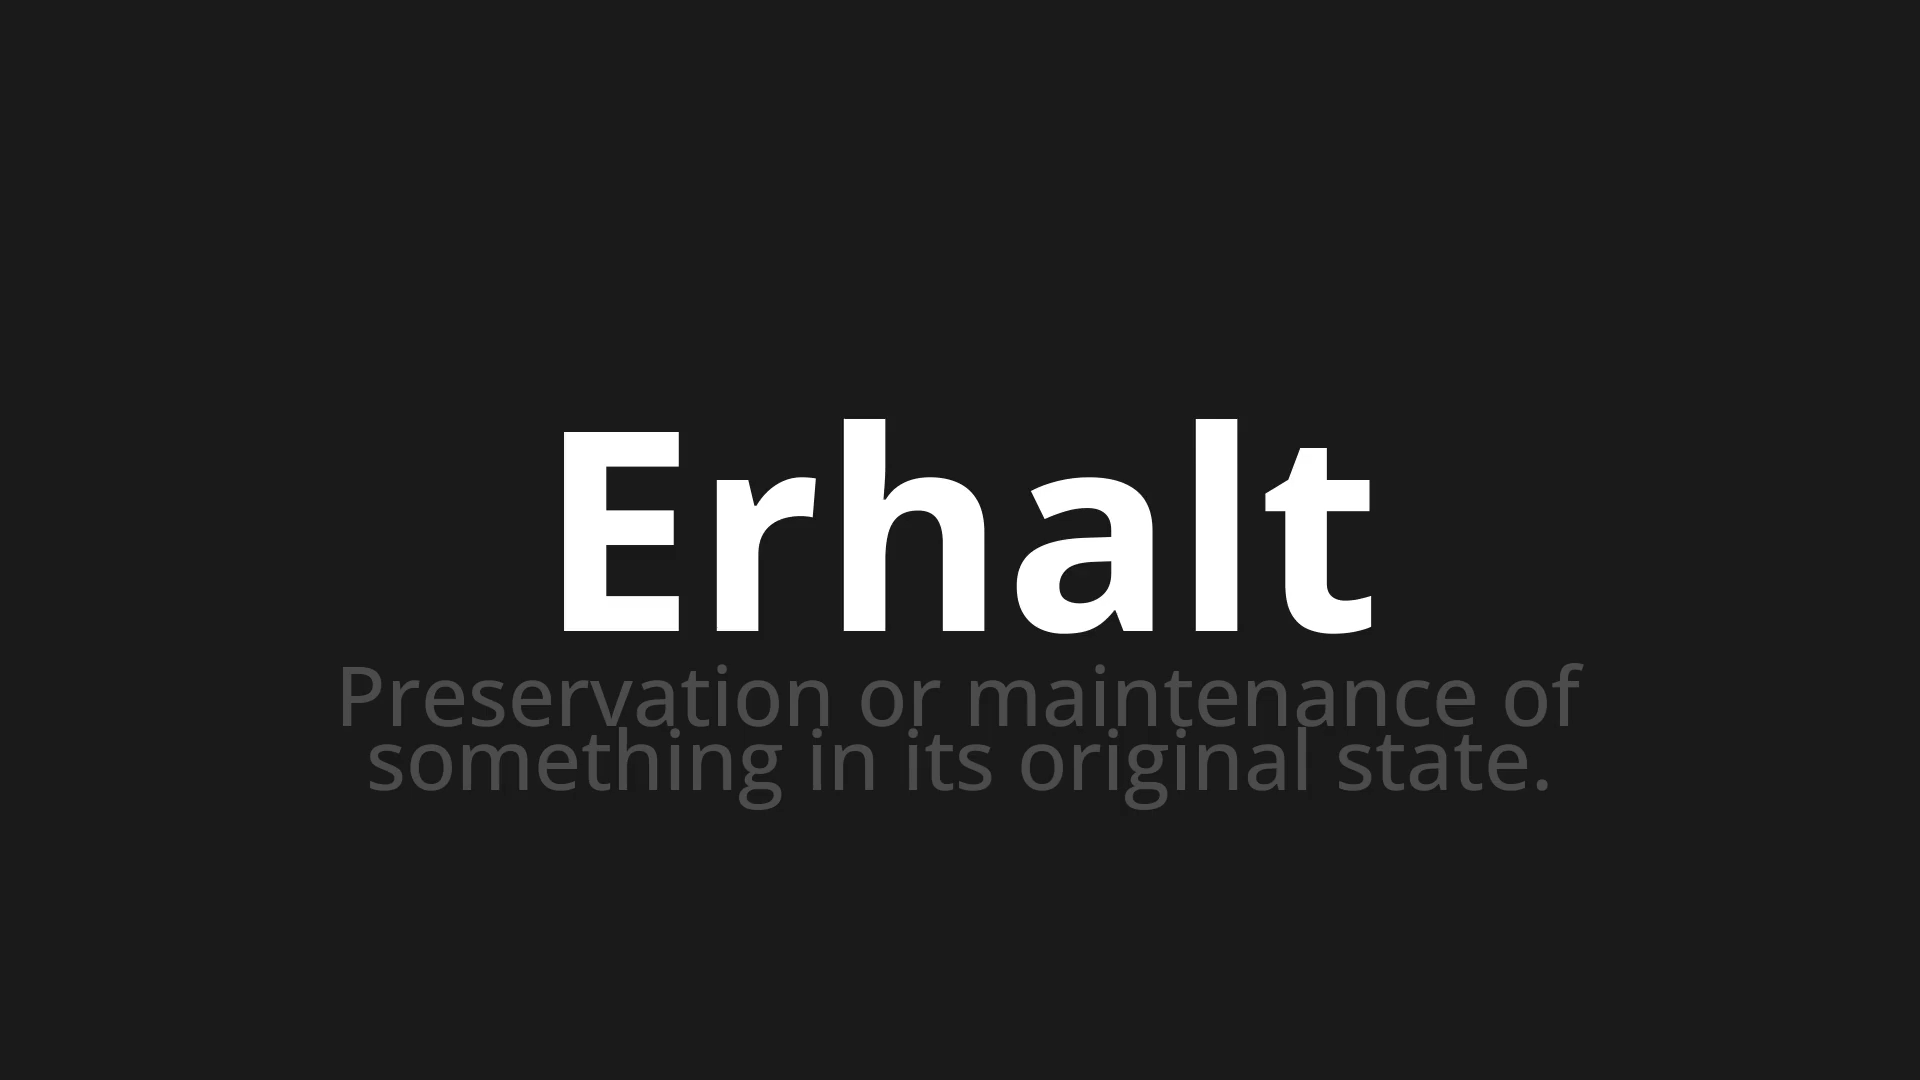 Erhalt
Preservation or maintenance of
something in its original state.